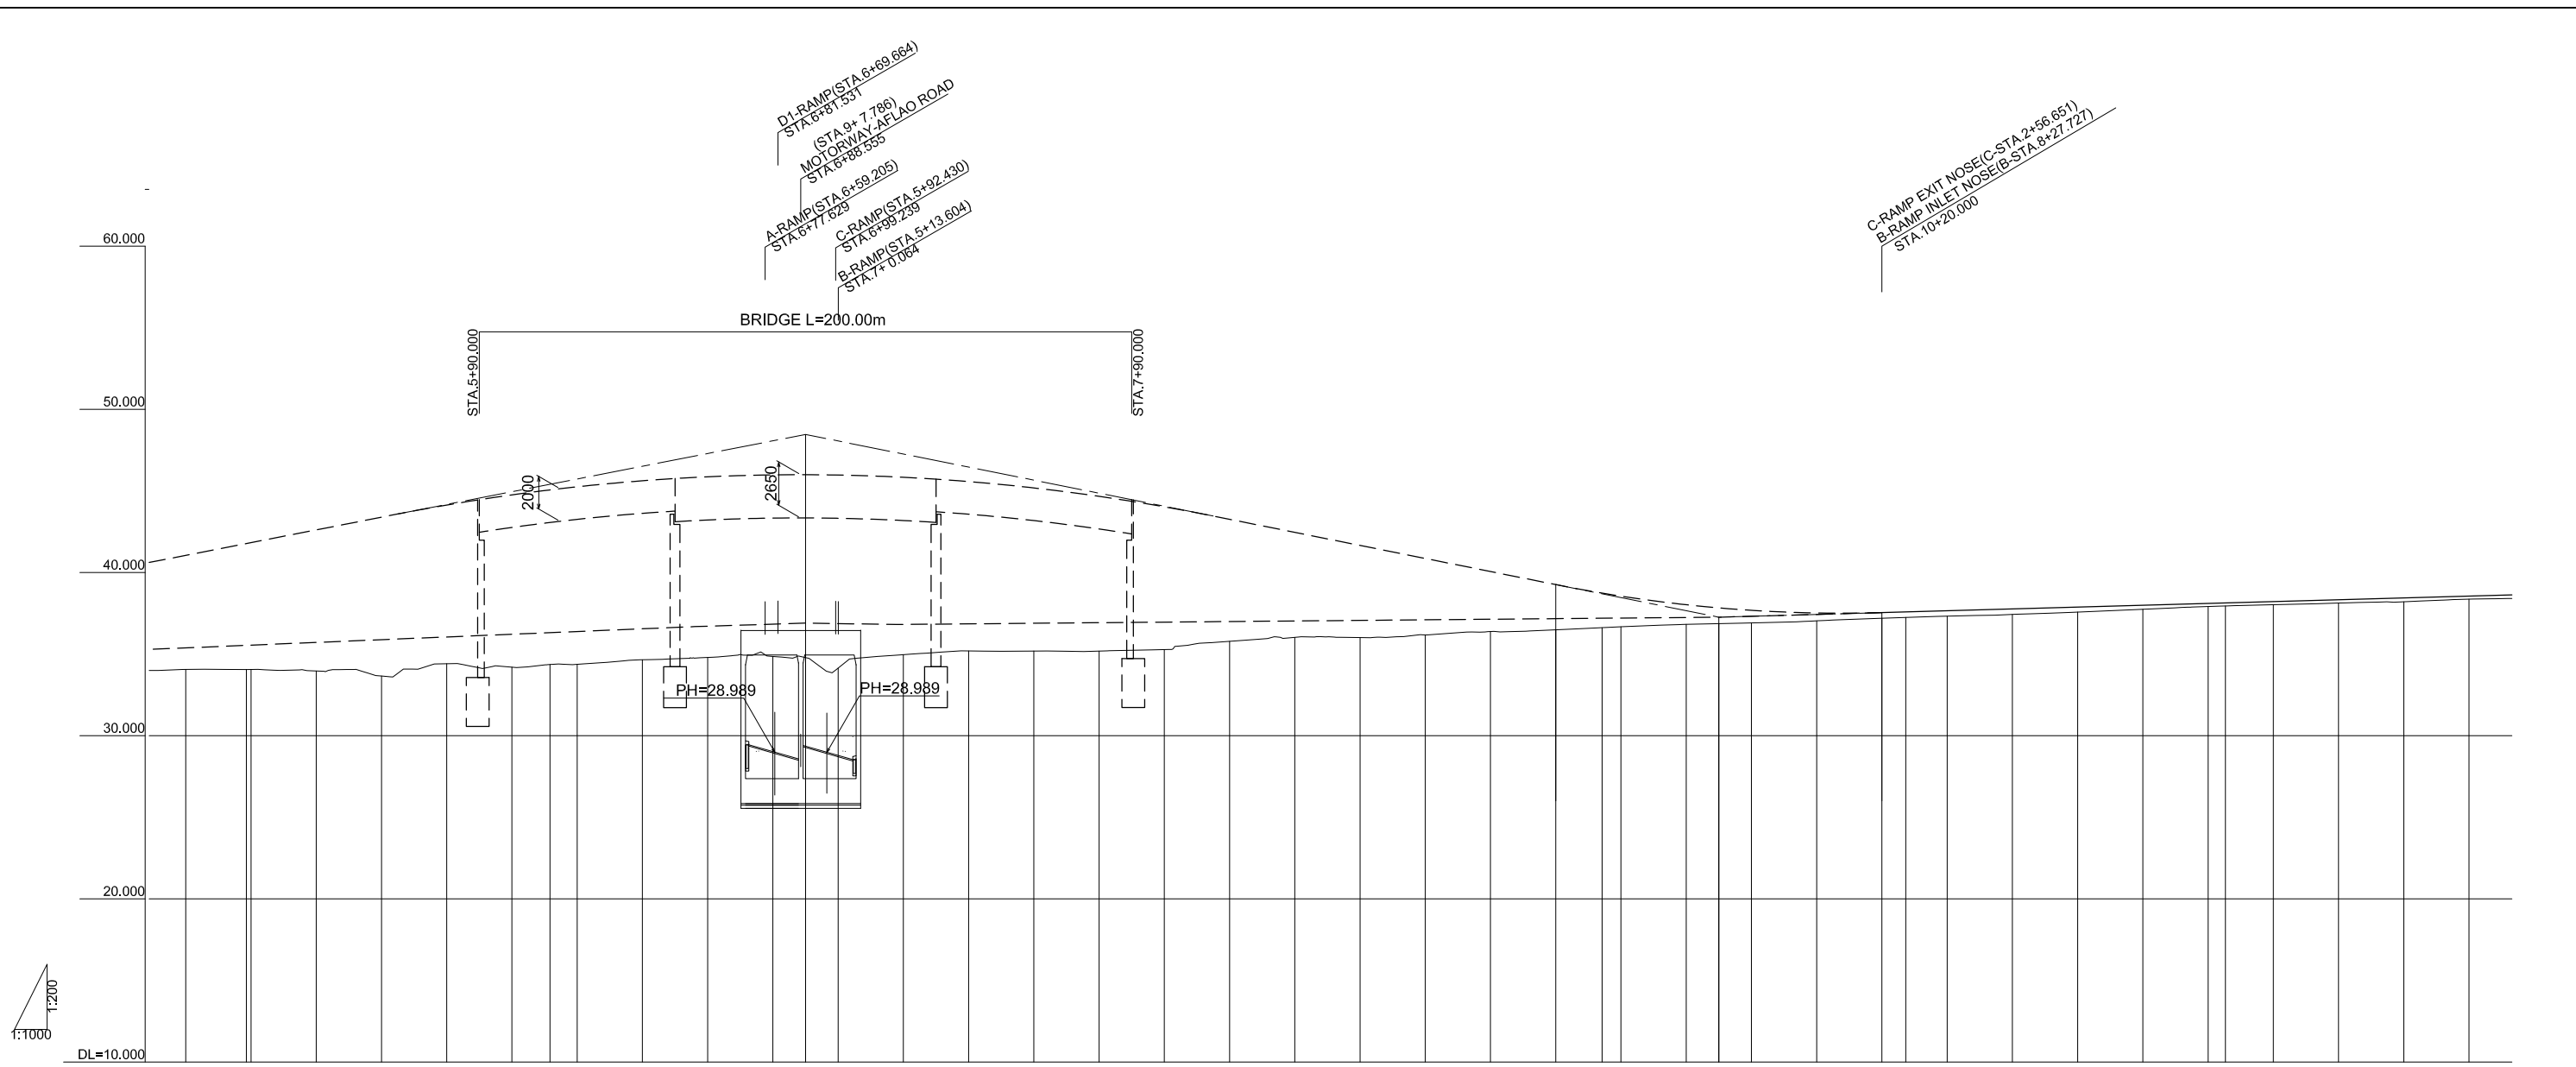 D1-RAMP(STA.6+69.664)
STA.6+81.531
(STA.9+ 7.786)
MOTORWAY-AFLAO ROAD
STA.6+88.555
A-RAMP(STA.6+59.205)
STA.6+77.629
C-RAMP(STA.5+92.430)
STA.6+99.239
B-RAMP(STA.5+13.604)
STA.7+ 0.064
C-RAMP EXIT NOSE(C-STA.2+56.651)
B-RAMP INLET NOSE(B-STA.8+27.727)
STA.10+20.000
60.000
BRIDGE L=200.00m
STA.5+90.000
STA.7+90.000
50.000
2000
2650
40.000
PH=28.989
PH=28.989
30.000
20.000
1:200
1:1000
DL=10.000